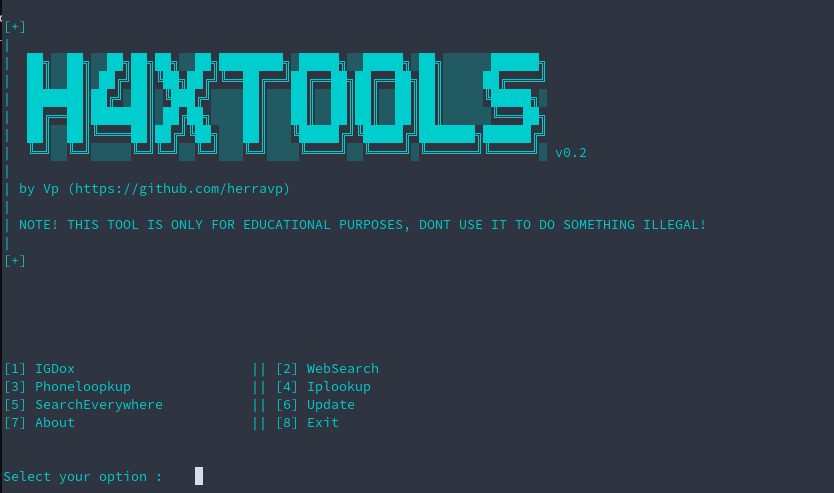 [+]
H4XTOOLS v0.2
by Vp (https://github.com/herravp)
NOTE! THIS TOOL IS ONLY FOR EDUCATIONAL PURPOSES, DONT USE IT TO DO SOMETHING ILLEGAL!
[+]
[1] IGDox || [2] WebSearch
[3] Phoneloopkup || [4] Iplookup
[5] SearchEverywhere || [6] Update
[7] About || [8] Exit
Select your option :